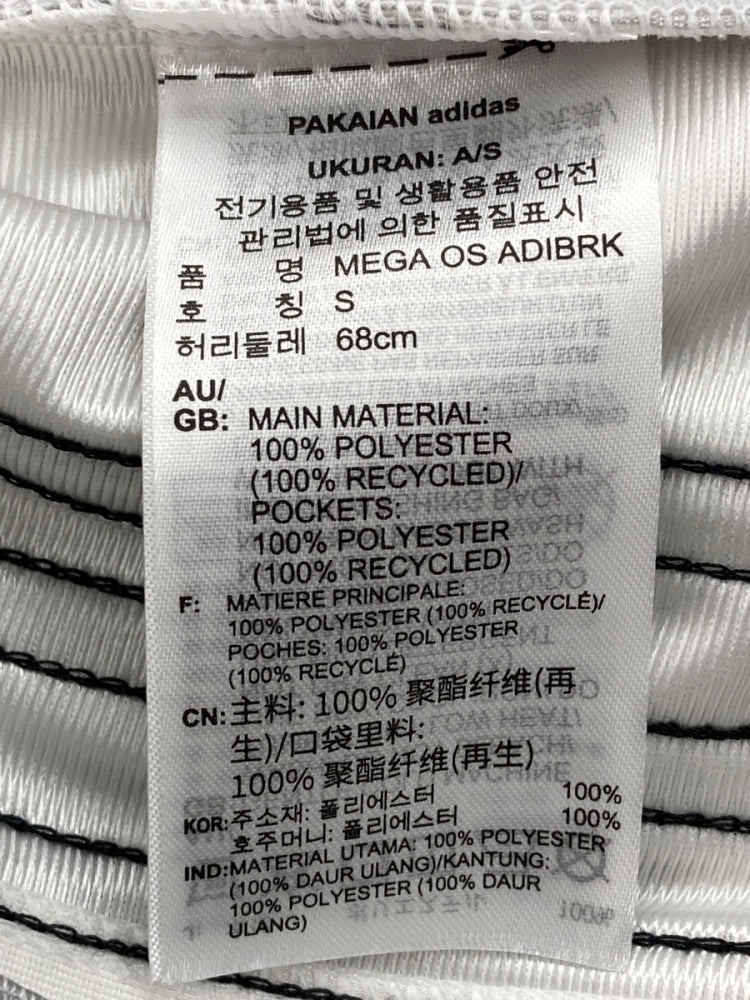 PAKAIAN adidas
UKURAN: A/S
전기용품 및 생활용품 안전
관리법에 의한 품질표시
품 명 MEGA OS ADIBRK
호 칭 S
허리둘레 68cm
AU/
GB: MAIN MATERIAL:
100% POLYESTER
(100% RECYCLED)/
POCKETS:
100% POLYESTER
(100% RECYCLED)
F: MATIERE PRINCIPALE:
100% POLYESTER (100% RECYCLÉ)/
POCHES: 100% POLYESTER
(100% RECYCLÉ)
CN: 主料: 100% 聚酯纤维(再
生)/口袋里料:
100% 聚酯纤维(再生)
KOR: 주소재: 폴리에스터 100%
호주머니: 폴리에스터 100%
IND: MATERIAL UTAMA: 100% POLYESTER
(100% DAUR ULANG)/KANTUNG:
100% POLYESTER (100% DAUR
ULANG)